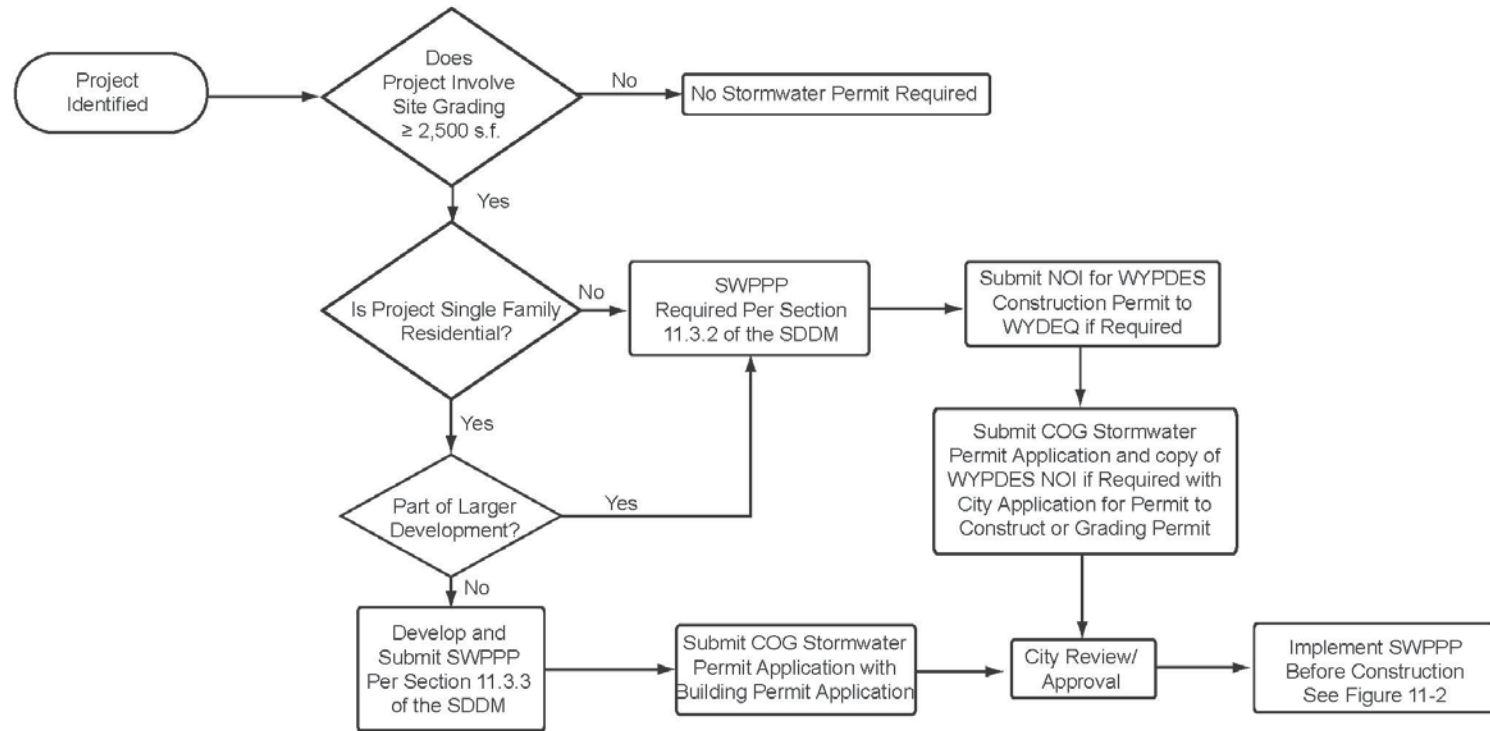 Project
Identified
Does
Project Involve
Site Grading
≥ 2,500 s.f.
No
No Stormwater Permit Required
Yes
Is Project Single Family
Residential?
No
SWPPP
Required Per Section
11.3.2 of the SDDM
Submit NOI for WYPDES
Construction Permit to
WYDEQ if Required
Yes
Submit COG Stormwater
Permit Application and copy of
WYPDES NOI if Required with
City Application for Permit to
Construct or Grading Permit
Part of Larger
Development?
Yes
No
Develop and
Submit SWPPP
Per Section 11.3.3
of the SDDM
Submit COG Stormwater
Permit Application with
Building Permit Application
City Review/
Approval
Implement SWPPP
Before Construction
See Figure 11-2